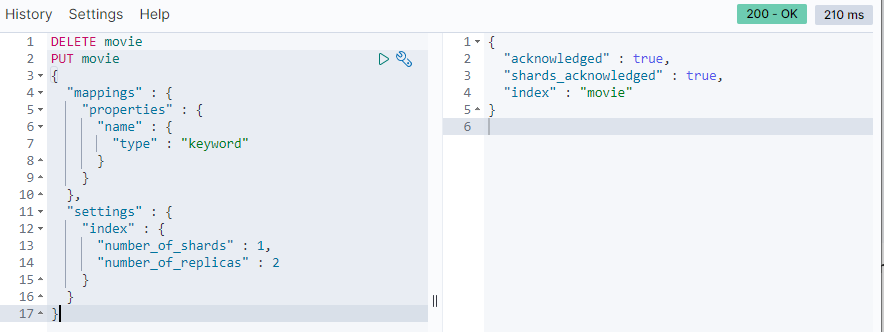 History Settings Help
200 - OK 210 ms
1 DELETE movie
2 PUT movie
3 {
4 "mappings" : {
5 "properties" : {
6 "name" : {
7 "type" : "keyword"
8 }
9 }
10 },
11 "settings" : {
12 "index" : {
13 "number_of_shards" : 1,
14 "number_of_replicas" : 2
15 }
16 }
17 }
1 {
2 "acknowledged" : true,
3 "shards_acknowledged" : true,
4 "index" : "movie"
5 }
6